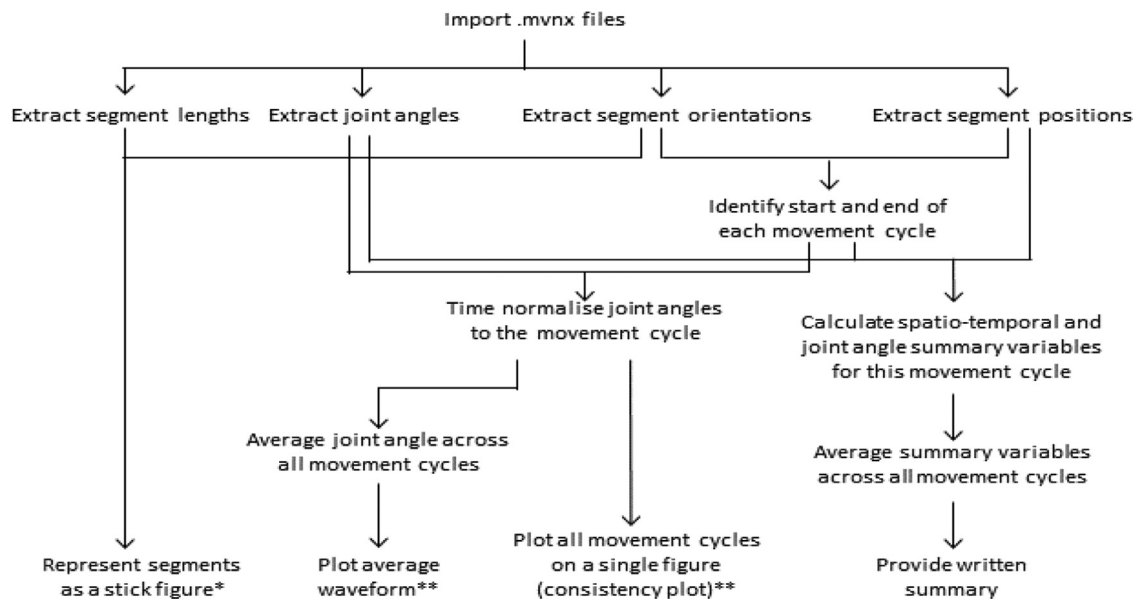 Import .mvnx files
Extract segment lengths
Extract joint angles
Extract segment orientations
Extract segment positions
Identify start and end of
each movement cycle
Time normalise joint angles
to the movement cycle
Calculate spatio-temporal and
joint angle summary variables
for this movement cycle
Average joint angle across
all movement cycles
Average summary variables
across all movement cycles
Represent segments
as a stick figure*
Plot average
waveform**
Plot all movement cycles
on a single figure
(consistency plot)**
Provide written
summary